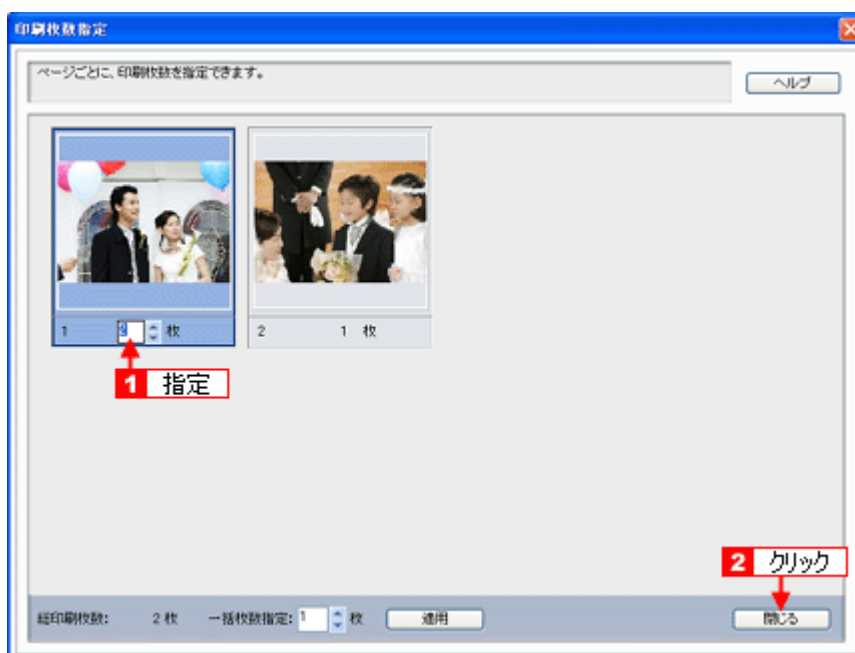 印刷枚数指定
ページごとに、印刷枚数を指定できます。
ヘルプ
1 枚
2 1 枚
1 指定
2 クリック
総印刷枚数: 2 枚 一括枚数指定: 1 枚 適用 閉じる